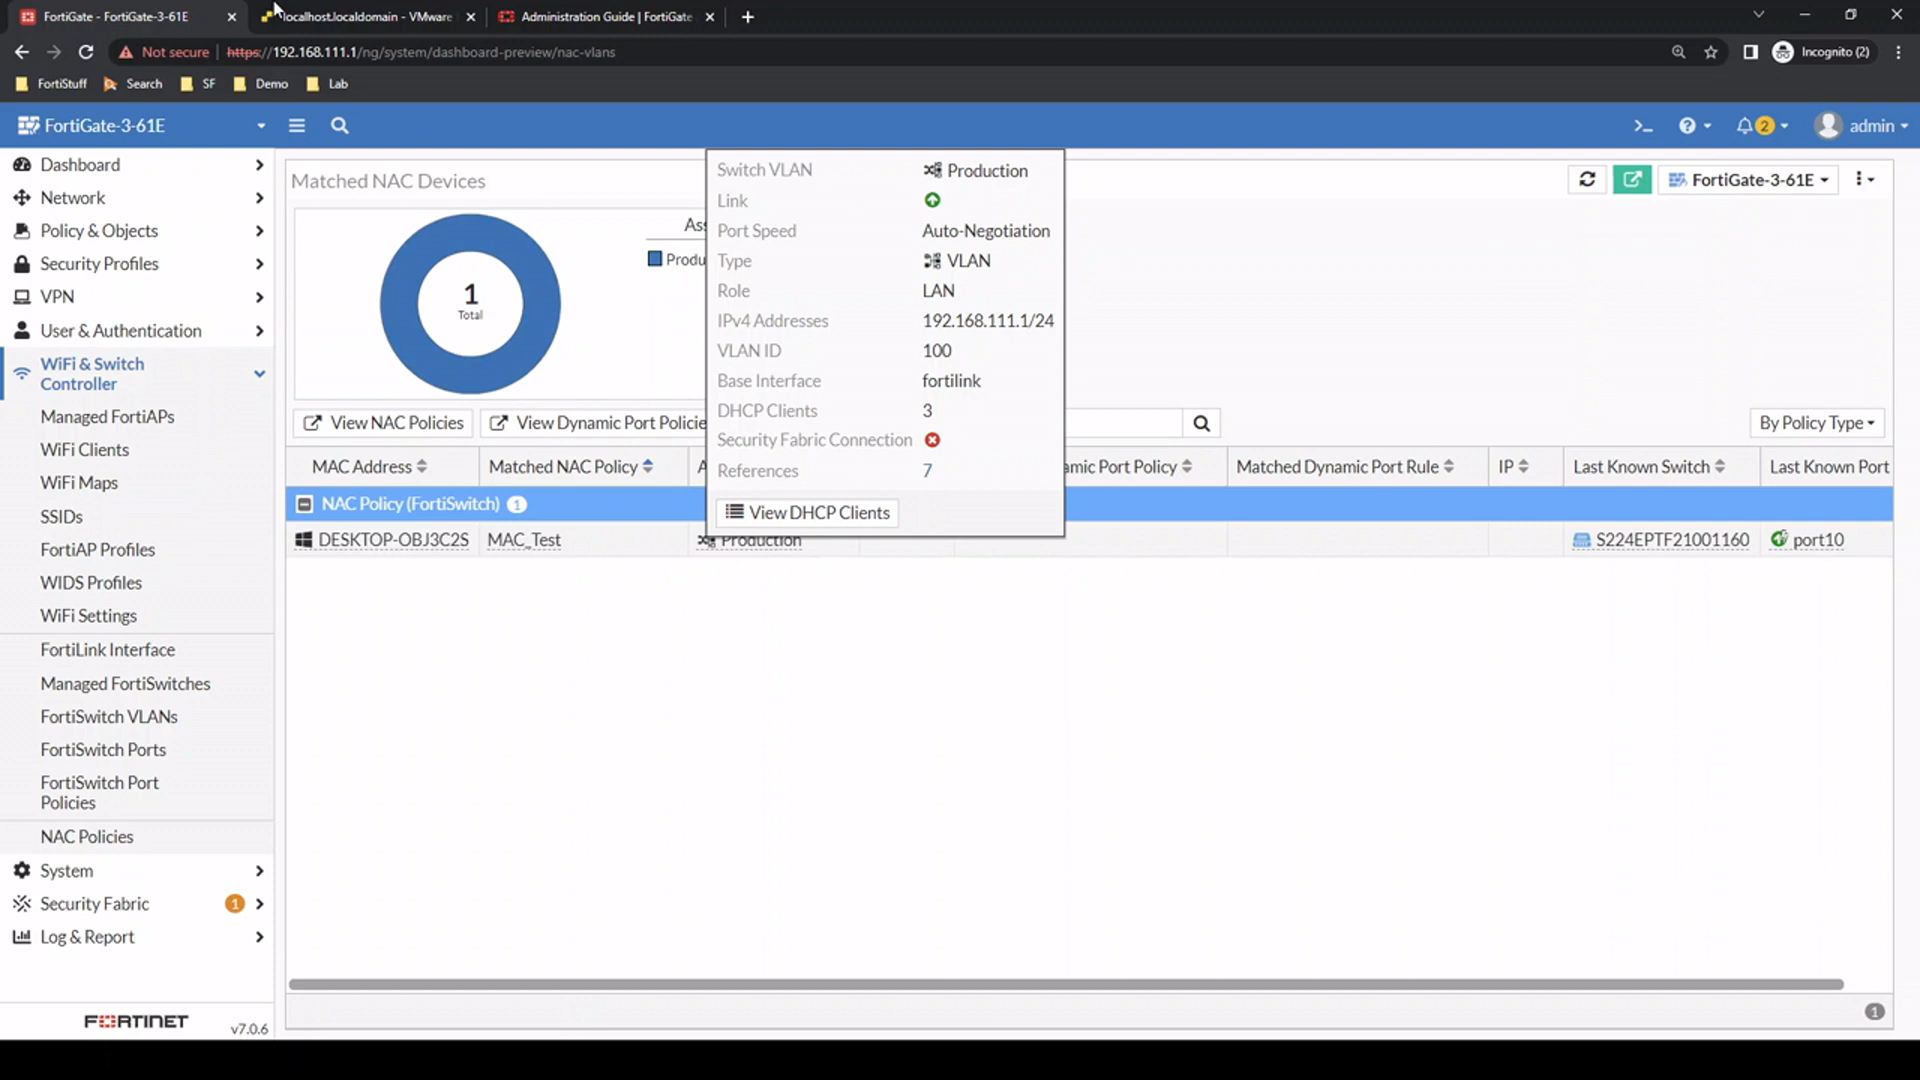 FortiGate - FortiGate-3-61E
localhost.localdomain - VMware
Administration Guide | FortiGate
Not secure
https://192.168.111.1/ng/system/dashboard-preview/nac-vlans
Incognito (2)
FortiStuff
Search
SF
Demo
Lab
FortiGate-3-61E
>_
2
admin
Dashboard
Network
Policy & Objects
Security Profiles
VPN
User & Authentication
WiFi & Switch
Controller
Managed FortiAPs
WiFi Clients
WiFi Maps
SSIDs
FortiAP Profiles
WIDS Profiles
WiFi Settings
FortiLink Interface
Managed FortiSwitches
FortiSwitch VLANs
FortiSwitch Ports
FortiSwitch Port
Policies
NAC Policies
System
Security Fabric 1
Log & Report
FORTINET
v7.0.6
Matched NAC Devices
FortiGate-3-61E
1
Total
Ass
Produ
Switch VLAN Production
Link
Port Speed Auto-Negotiation
Type VLAN
Role LAN
IPv4 Addresses 192.168.111.1/24
VLAN ID 100
Base Interface fortilink
DHCP Clients 3
Security Fabric Connection
References 7
View DHCP Clients
View NAC Policies
View Dynamic Port Policie
By Policy Type
MAC Address Matched NAC Policy A amic Port Policy Matched Dynamic Port Rule IP Last Known Switch Last Known Port
NAC Policy (FortiSwitch) 1
DESKTOP-OBJ3C2S MAC_Test Production S224EPTF21001160 port10
1